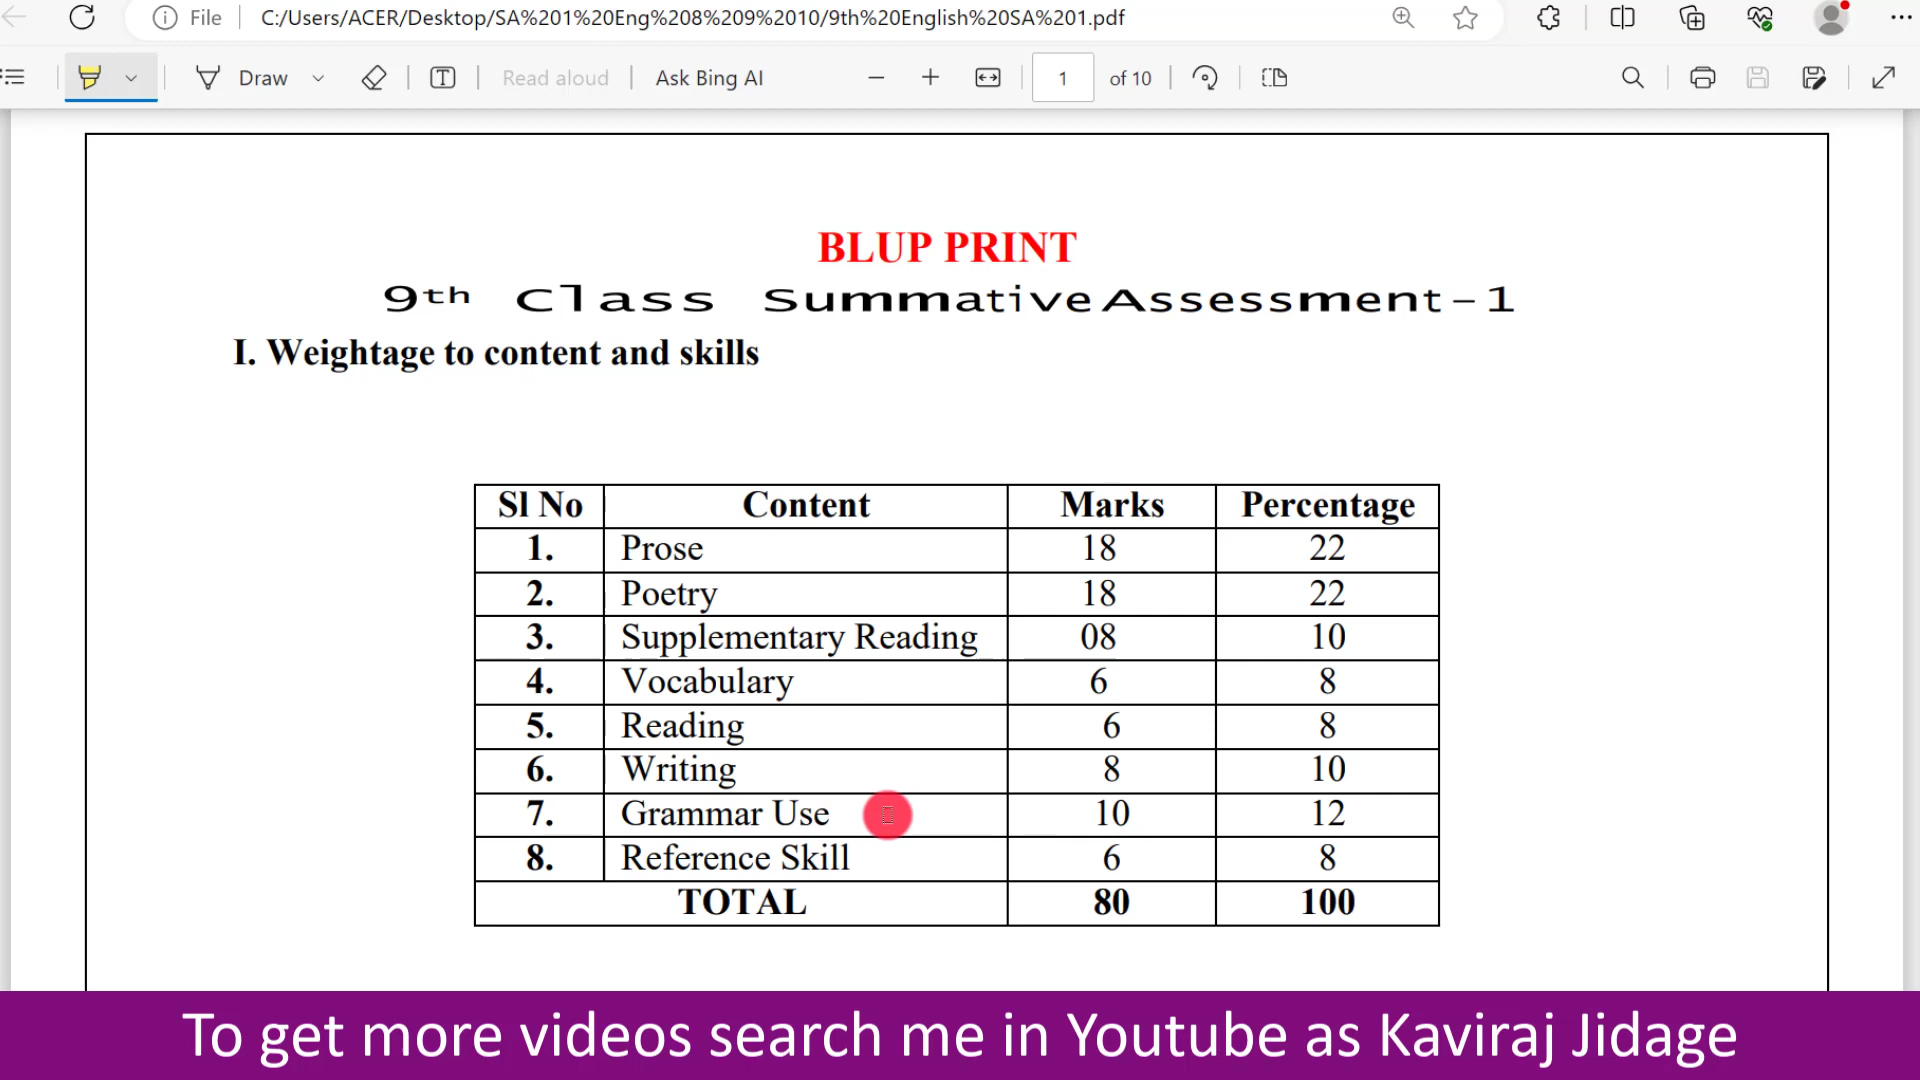 File C:/Users/ACER/Desktop/SA%201%20Eng%208%209%2010/9th%20English%20SA%201.pdf
Draw Read aloud Ask Bing AI 1 of 10
BLUP PRINT
9th Class Summative Assessment-1
I. Weightage to content and skills
Sl No Content Marks Percentage
1. Prose 18 22
2. Poetry 18 22
3. Supplementary Reading 08 10
4. Vocabulary 6 8
5. Reading 6 8
6. Writing 8 10
7. Grammar Use 10 12
8. Reference Skill 6 8
TOTAL 80 100
To get more videos search me in Youtube as Kaviraj Jidage